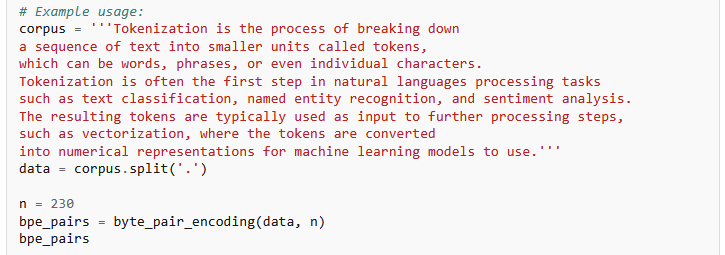 # Example usage:
corpus = '''Tokenization is the process of breaking down
a sequence of text into smaller units called tokens,
which can be words, phrases, or even individual characters.
Tokenization is often the first step in natural languages processing tasks
such as text classification, named entity recognition, and sentiment analysis.
The resulting tokens are typically used as input to further processing steps,
such as vectorization, where the tokens are converted
into numerical representations for machine learning models to use.'''
data = corpus.split('.')

n = 230
bpe_pairs = byte_pair_encoding(data, n)
bpe_pairs